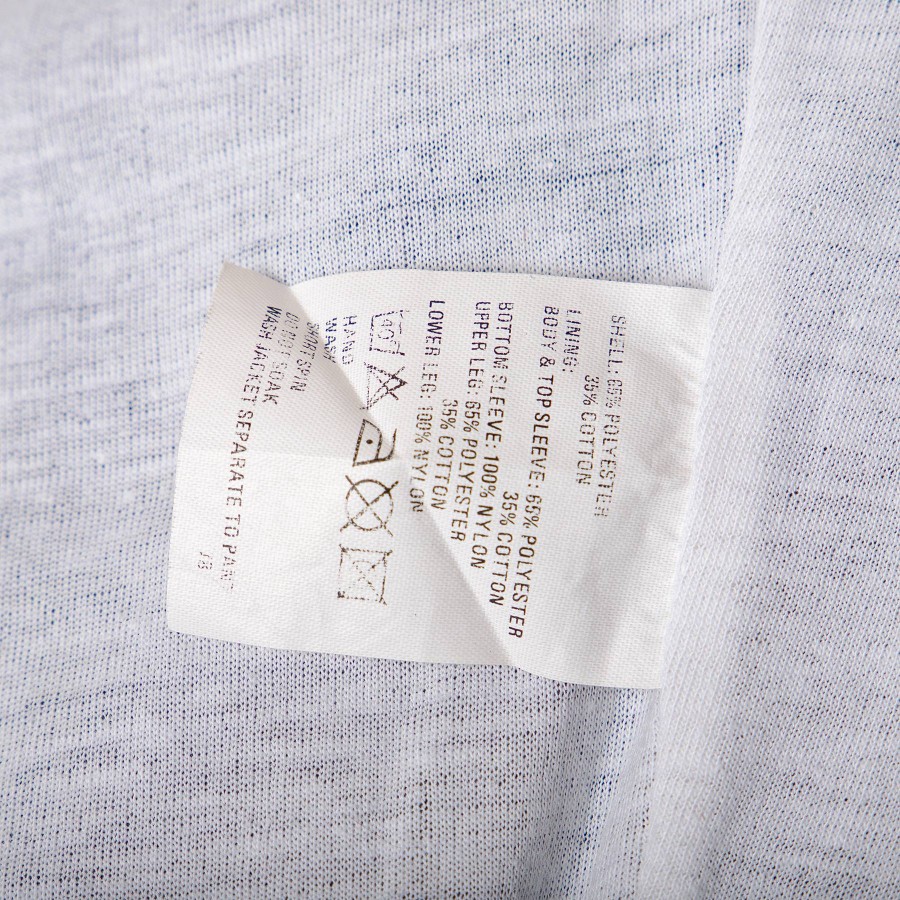 SHELL: 65% POLYESTER
35% COTTON
LINING:
BODY & TOP SLEEVE: 65% POLYESTER
35% COTTON
BOTTOM SLEEVE: 100% NYLON
UPPER LEG: 65% POLYESTER
35% COTTON
LOWER LEG: 100% NYLON
40
HAND
WASH
SHORT SPIN
DO NOT SOAK
WASH JACKET SEPARATE TO PANT